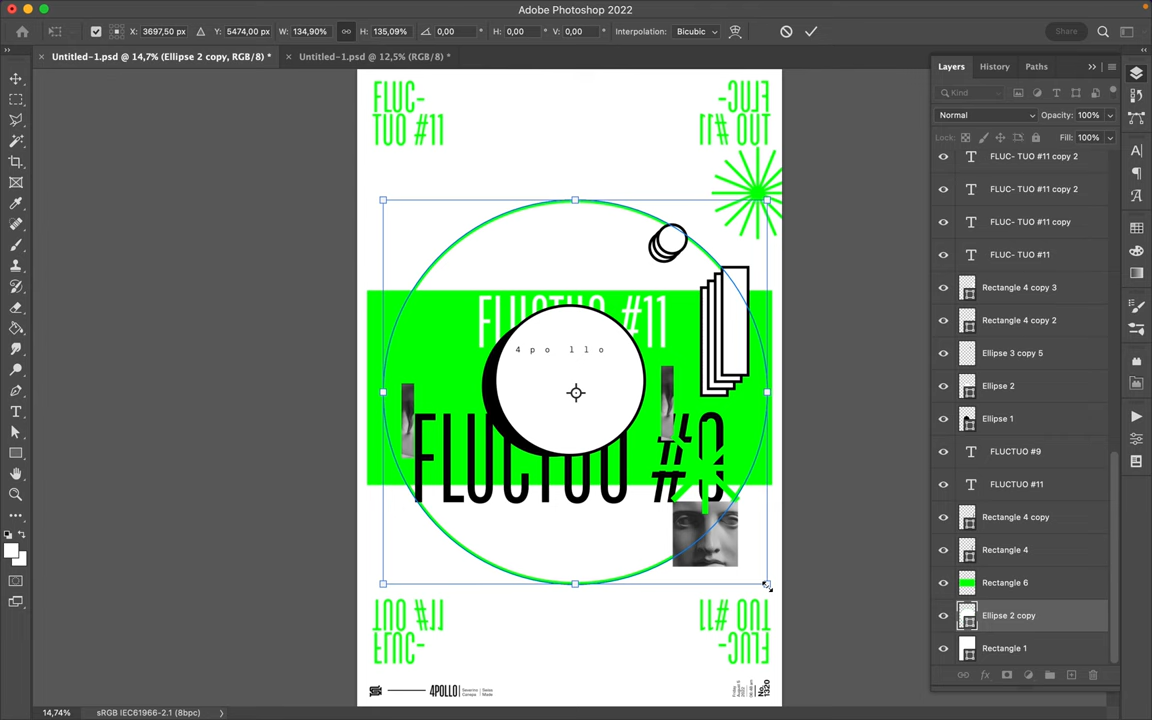 Adobe Photoshop 2022
X: 3697,50 px Y: 5474,00 px W: 134,90% H: 135,09% 0,00 ° H: 0,00 ° V: 0,00 ° Interpolation: Bicubic Share
Untitled-1.psd @ 14,7% (Ellipse 2 copy, RGB/8) * Untitled-1.psd @ 12,5% (RGB/8) *
Layers History Paths
Kind
Normal Opacity: 100%
Lock: Fill: 100%
FLUC- TUO #11 copy 2
FLUC- TUO #11 copy 2
FLUC- TUO #11 copy
FLUC- TUO #11
Rectangle 4 copy 3
Rectangle 4 copy 2
Ellipse 3 copy 5
Ellipse 2
Ellipse 1
FLUCTUO #9
FLUCTUO #11
Rectangle 4 copy
Rectangle 4
Rectangle 6
Ellipse 2 copy
Rectangle 1
FLUC-
TUO #11
FLUC-
TUO #11
FLUCTUO #11
4po llo
FLUCTUO #9
TUO #11
FLUC-
TUO #11
FLUC-
4POLLO
No. 1320
14,74% sRGB IEC61966-2.1 (8bpc)